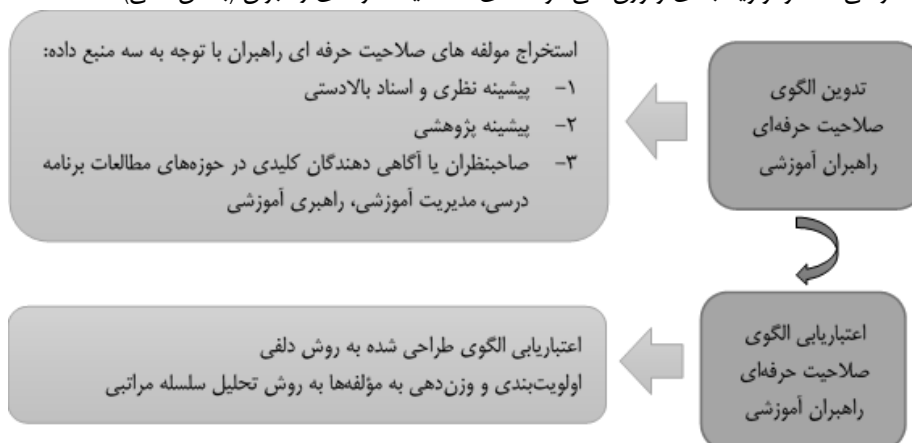 تدوین الگوی
صلاحیت حرفه‌ای
راهبران آموزشی
استخراج مولفه های صلاحیت حرفه ای راهبران با توجه به سه منبع داده:
۱- پیشینه نظری و اسناد بالادستی
۲- پیشینه پژوهشی
۳- صاحبنظران یا آگاهی دهندگان کلیدی در حوزه‌های مطالعات برنامه
درسی، مدیریت آموزشی، راهبری آموزشی
اعتباریابی الگوی
صلاحیت حرفه‌ای
راهبران آموزشی
اعتباریابی الگوی طراحی شده به روش دلفی
اولویت‌بندی و وزن‌دهی به مؤلفه‌ها به روش تحلیل سلسله مراتبی